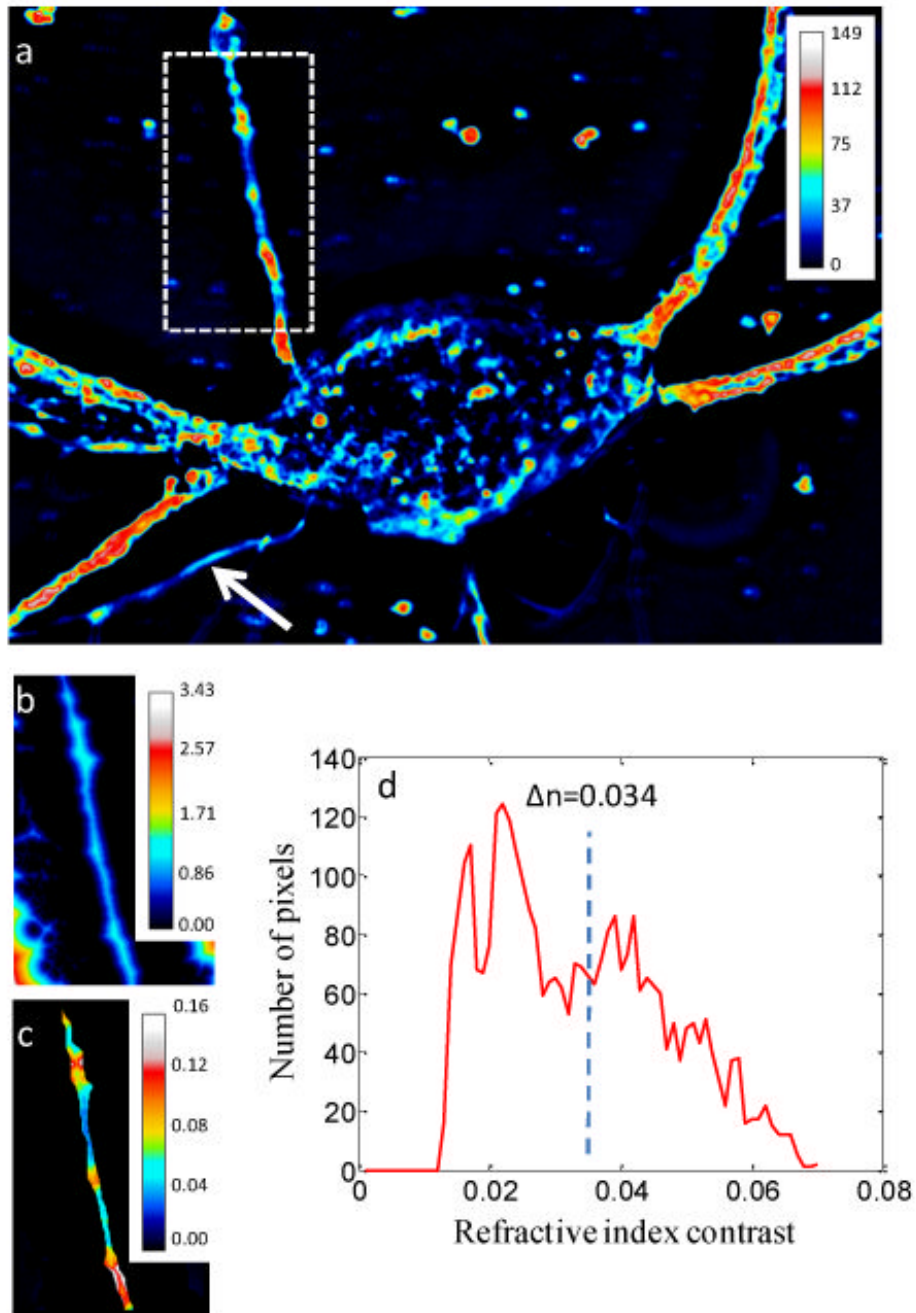 a
149
112
75
37
0
b
3.43
2.57
1.71
0.86
0.00
c
0.16
0.12
0.08
0.04
0.00
d
Δn=0.034
140
120
100
80
60
40
20
0
Number of pixels
0 0.02 0.04 0.06 0.08
Refractive index contrast